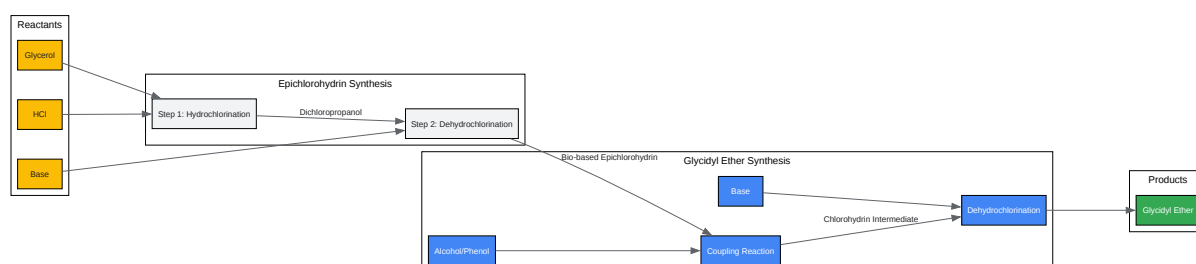 Reactants
Glycerol
HCl
Base
Epichlorohydrin Synthesis
Step 1: Hydrochlorination
Dichloropropanol
Step 2: Dehydrochlorination
Bio-based Epichlorohydrin
Glycidyl Ether Synthesis
Base
Alcohol/Phenol
Coupling Reaction
Chlorohydrin Intermediate
Dehydrochlorination
Products
Glycidyl Ether